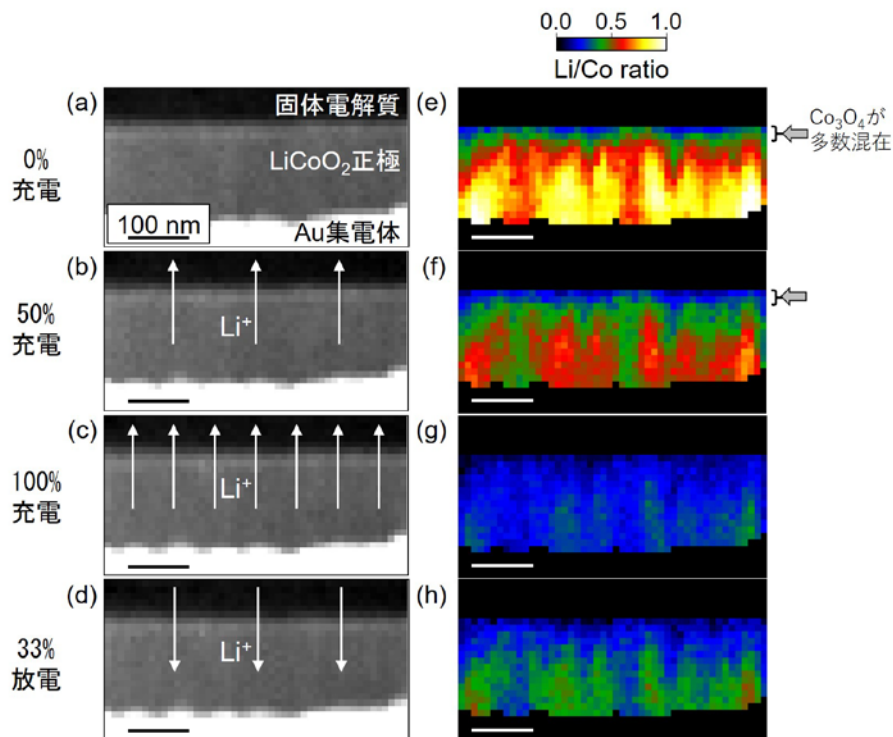 0.0 0.5 1.0
Li/Co ratio
(a)
固体電解質
LiCoO₂正極
Au集電体
100 nm
0%
充電
(e)
Co₃O₄が
多数混在
(b)
Li⁺
50%
充電
(f)
(c)
Li⁺
100%
充電
(g)
(d)
Li⁺
33%
放電
(h)